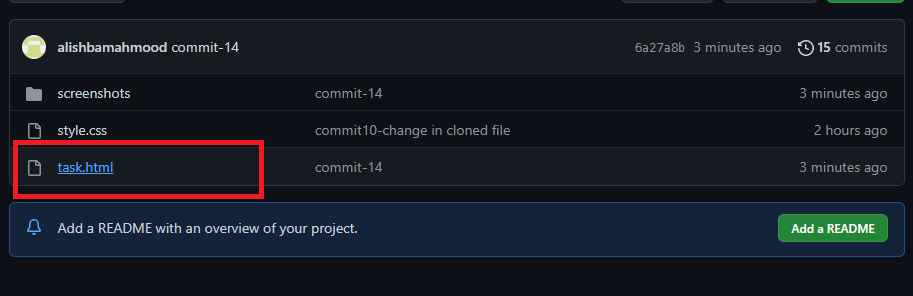 alishbamahmood commit-14 6a27a8b 3 minutes ago 15 commits
screenshots commit-14 3 minutes ago
style.css commit10-change in cloned file 2 hours ago
task.html commit-14 3 minutes ago
Add a README with an overview of your project. Add a README